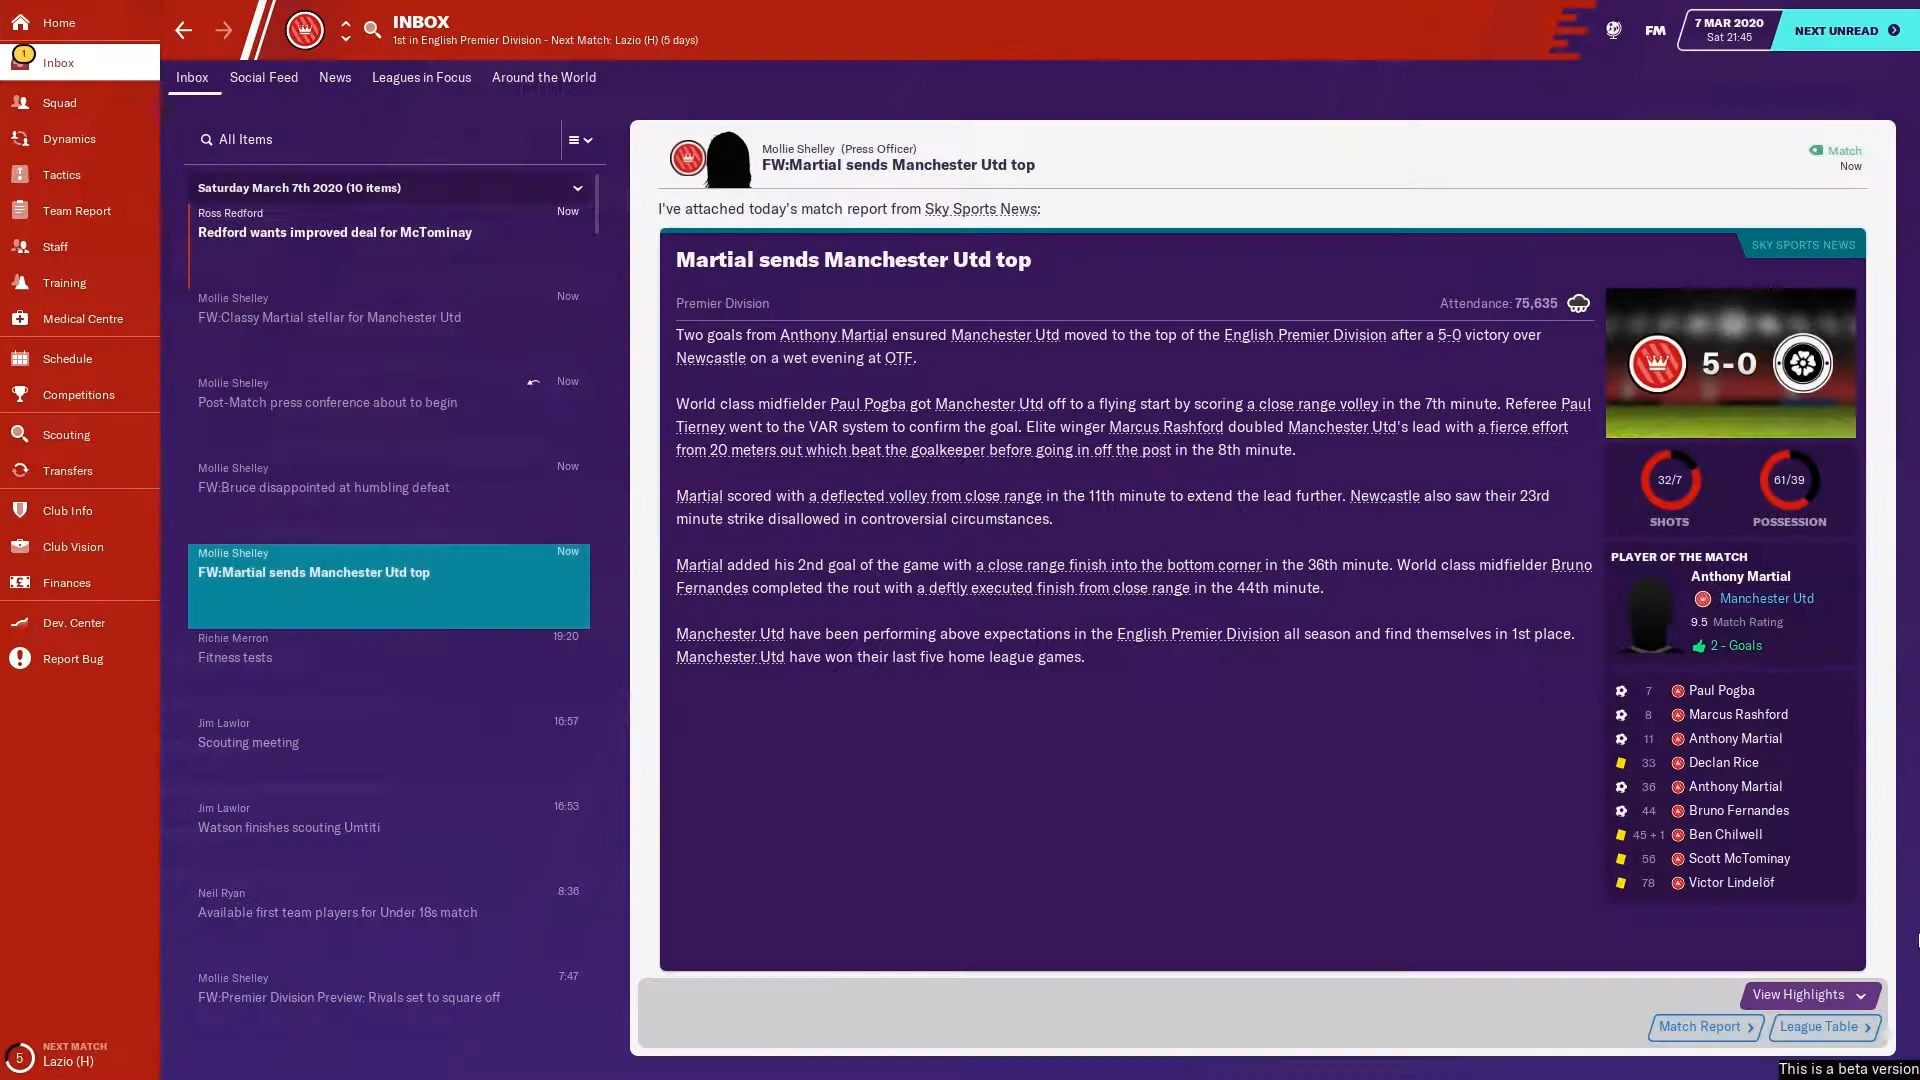 Home
1
Inbox
Squad
Dynamics
Tactics
Team Report
Staff
Training
Medical Centre
Schedule
Competitions
Scouting
Transfers
Club Info
Club Vision
Finances
Dev. Center
Report Bug
5
NEXT MATCH
Lazio (H)
INBOX
1st in English Premier Division - Next Match: Lazio (H) (5 days)
FM
7 MAR 2020
Sat 21:45
NEXT UNREAD
Inbox Social Feed News Leagues in Focus Around the World
All Items
Saturday March 7th 2020 (10 items)
Ross Redford Now
Redford wants improved deal for McTominay
Mollie Shelley Now
FW:Classy Martial stellar for Manchester Utd
Mollie Shelley Now
Post-Match press conference about to begin
Mollie Shelley Now
FW:Bruce disappointed at humbling defeat
Mollie Shelley Now
FW:Martial sends Manchester Utd top
Richie Merron 19:20
Fitness tests
Jim Lawlor 16:57
Scouting meeting
Jim Lawlor 16:53
Watson finishes scouting Umtiti
Neil Ryan 8:36
Available first team players for Under 18s match
Mollie Shelley 7:47
FW:Premier Division Preview: Rivals set to square off
Mollie Shelley (Press Officer)
FW:Martial sends Manchester Utd top
Match
Now
I've attached today's match report from Sky Sports News:
SKY SPORTS NEWS
Martial sends Manchester Utd top
Premier Division Attendance: 75,635
Two goals from Anthony Martial ensured Manchester Utd moved to the top of the English Premier Division after a 5-0 victory over
Newcastle on a wet evening at OTF.
World class midfielder Paul Pogba got Manchester Utd off to a flying start by scoring a close range volley in the 7th minute. Referee Paul
Tierney went to the VAR system to confirm the goal. Elite winger Marcus Rashford doubled Manchester Utd's lead with a fierce effort
from 20 meters out which beat the goalkeeper before going in off the post in the 8th minute.
Martial scored with a deflected volley from close range in the 11th minute to extend the lead further. Newcastle also saw their 23rd
minute strike disallowed in controversial circumstances.
Martial added his 2nd goal of the game with a close range finish into the bottom corner in the 36th minute. World class midfielder Bruno
Fernandes completed the rout with a deftly executed finish from close range in the 44th minute.
Manchester Utd have been performing above expectations in the English Premier Division all season and find themselves in 1st place.
Manchester Utd have won their last five home league games.
5-0
32/7 61/39
SHOTS POSSESSION
PLAYER OF THE MATCH
Anthony Martial
Manchester Utd
9.5 Match Rating
2 - Goals
7 Paul Pogba
8 Marcus Rashford
11 Anthony Martial
33 Declan Rice
36 Anthony Martial
44 Bruno Fernandes
45 + 1 Ben Chilwell
56 Scott McTominay
78 Victor Lindelöf
View Highlights
Match Report
League Table
This is a beta version